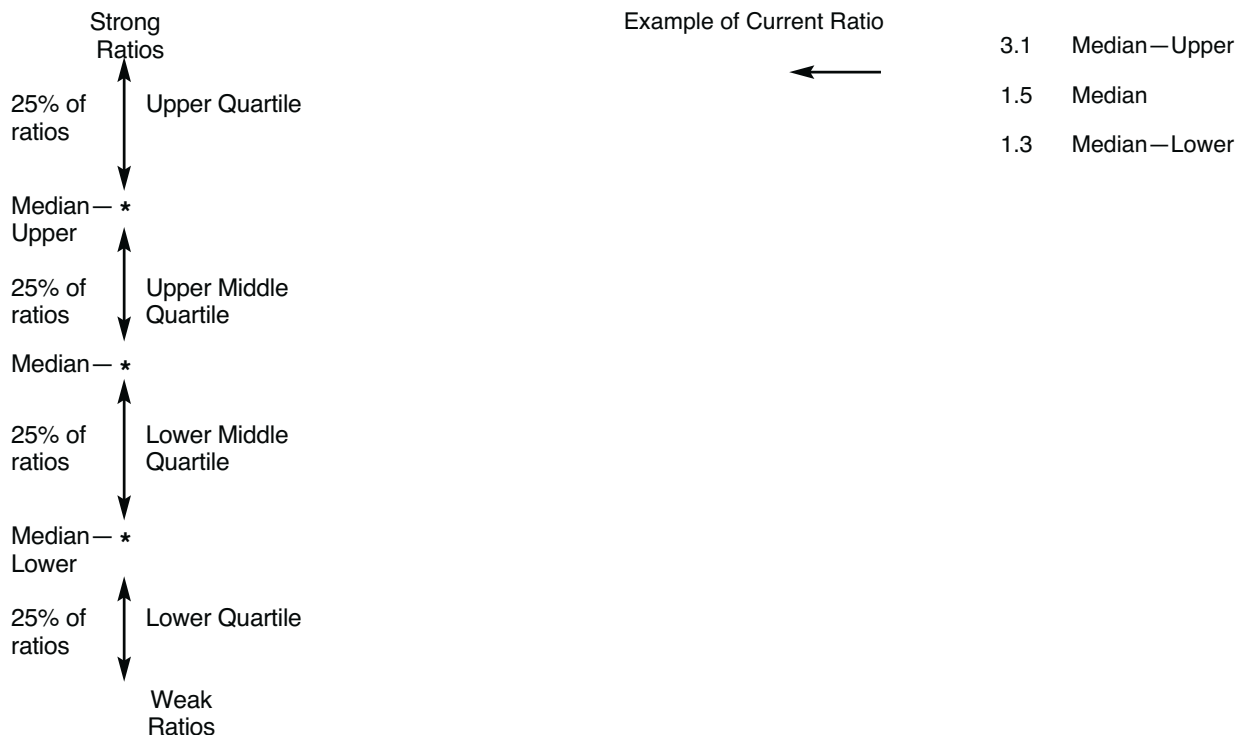 Strong
Ratios
25% of
ratios
Upper Quartile
Median— *
Upper
25% of
ratios
Upper Middle
Quartile
Median— *
25% of
ratios
Lower Middle
Quartile
Median— *
Lower
25% of
ratios
Lower Quartile
Weak
Ratios
Example of Current Ratio
3.1 Median—Upper
1.5 Median
1.3 Median—Lower